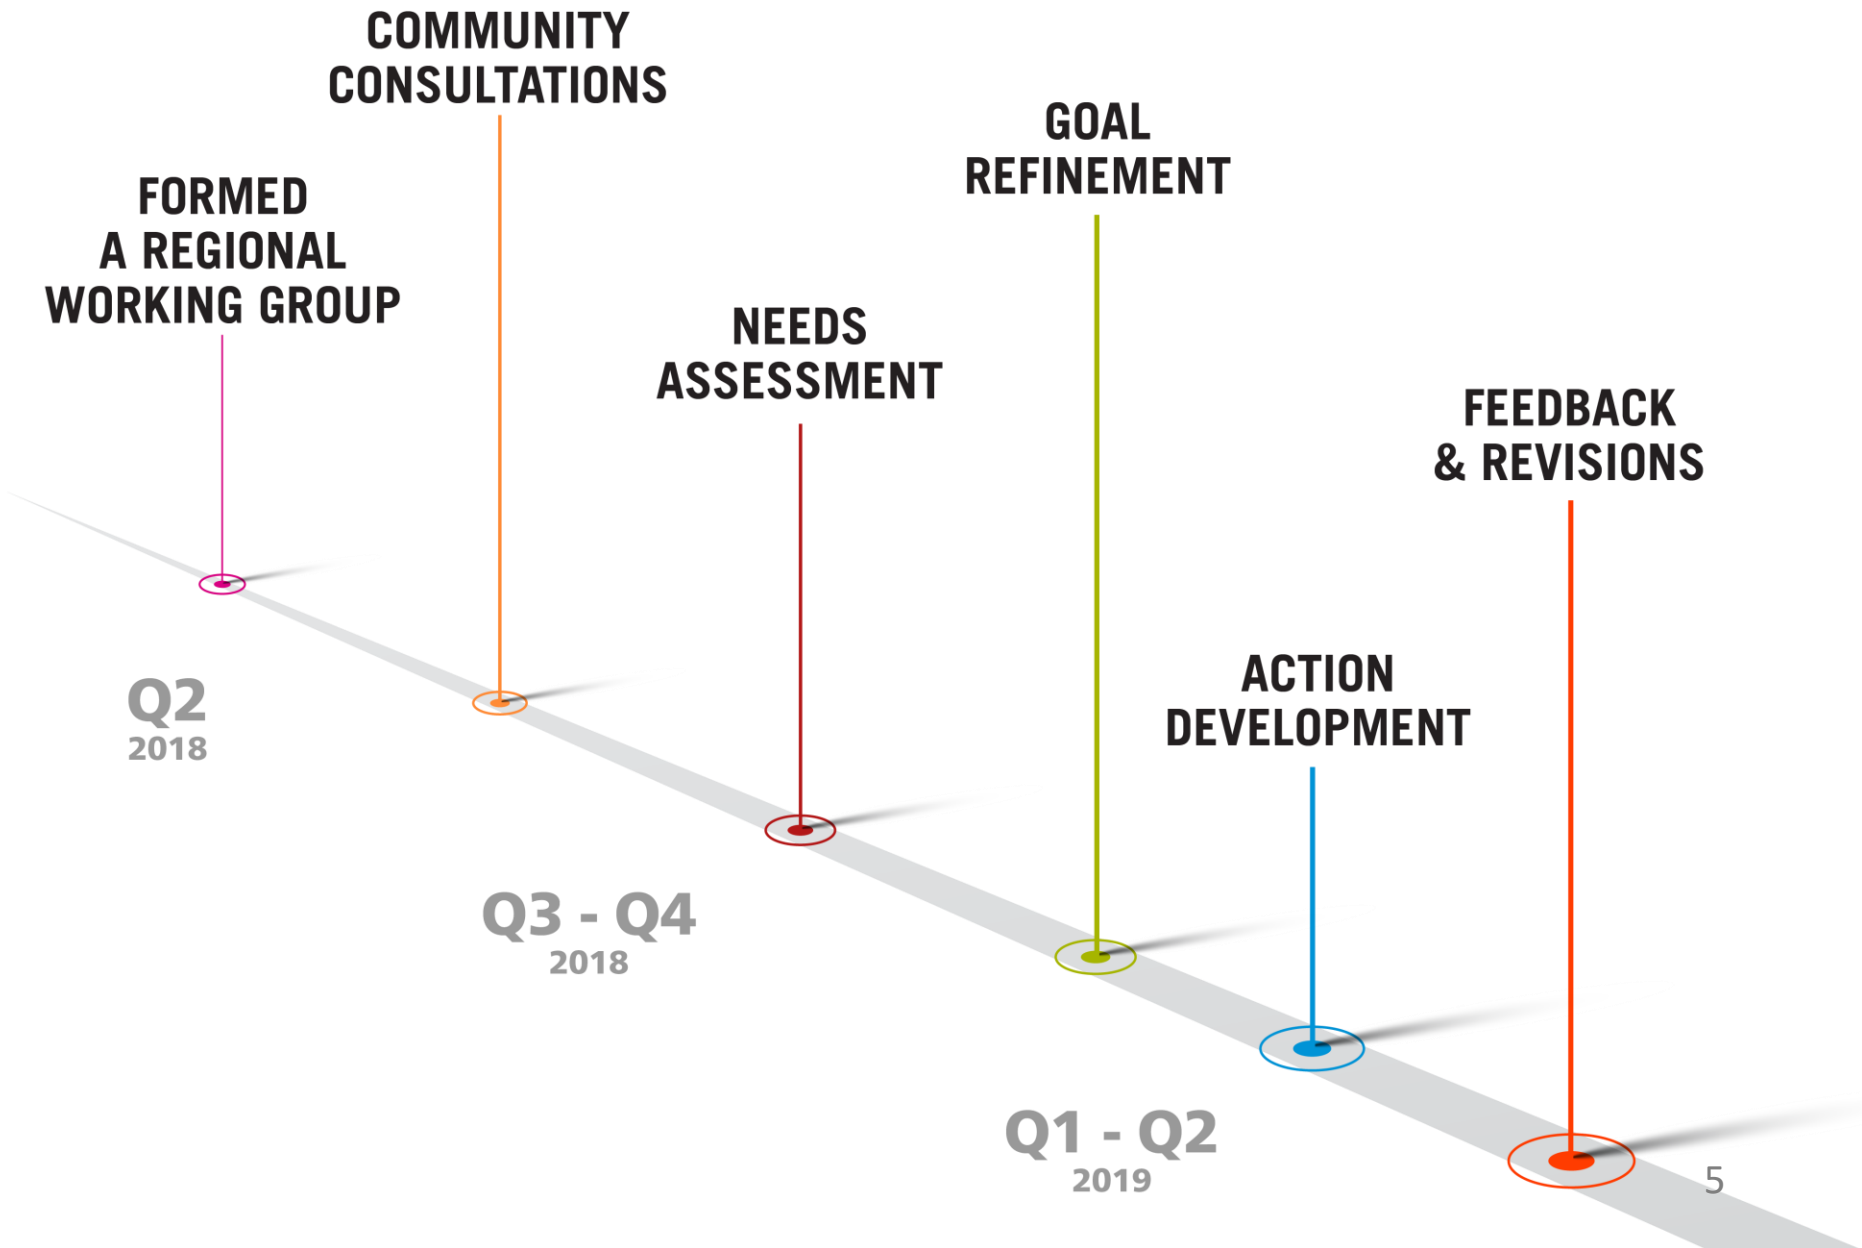 COMMUNITY
CONSULTATIONS
FORMED
A REGIONAL
WORKING GROUP
GOAL
REFINEMENT
NEEDS
ASSESSMENT
FEEDBACK
& REVISIONS
ACTION
DEVELOPMENT
Q2
2018
Q3 - Q4
2018
Q1 - Q2
2019
5